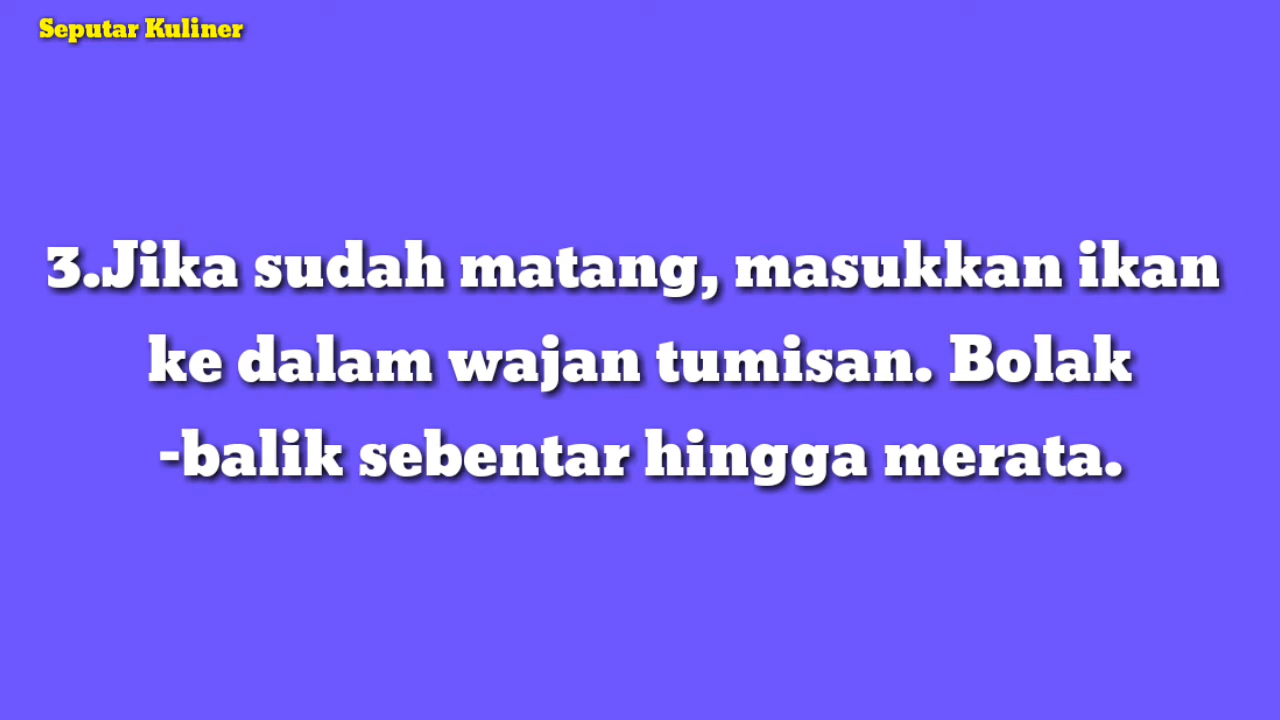 Seputar Kuliner
3.Jika sudah matang, masukkan ikan
ke dalam wajan tumisan. Bolak
-balik sebentar hingga merata.